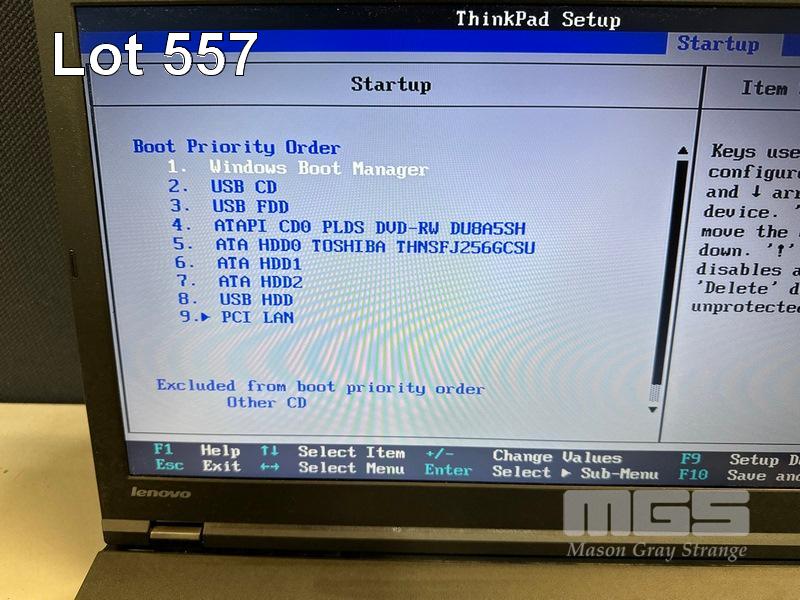 ThinkPad Setup
Lot 557
Startup
Startup
Item
Boot Priority Order
1. Windows Boot Manager
2. USB CD
3. USB FDD
4. ATAPI CD0 PLDS DVD-RW DU8A5SH
5. ATA HDD0 TOSHIBA THNSFJ256GCSU
6. ATA HDD1
7. ATA HDD2
8. USB HDD
9.▶ PCI LAN
Excluded from boot priority order
Other CD
Keys use
configur
and ↓ arr
device. '
move the
down. '!'
disables a
'Delete' d
unprotecte
F1 Help ↑↓ Select Item +/- Change Values F9 Setup D
Esc Exit ←→ Select Menu Enter Select ▶ Sub-Menu F10 Save and
lenovo
MGS
Mason Gray Strange